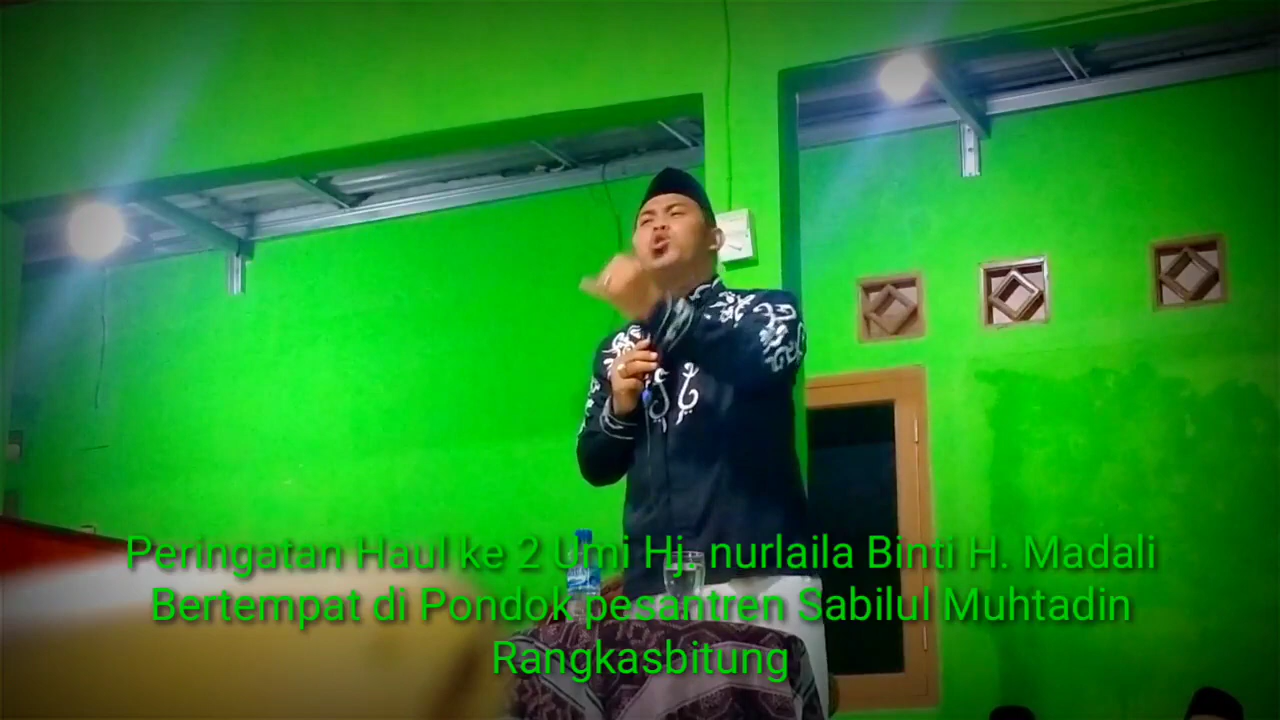 Peringatan Haul ke 2 Umi Hj. nurlaila Binti H. Madali
Bertempat di Pondok pesantren Sabilul Muhtadin
Rangkasbitung